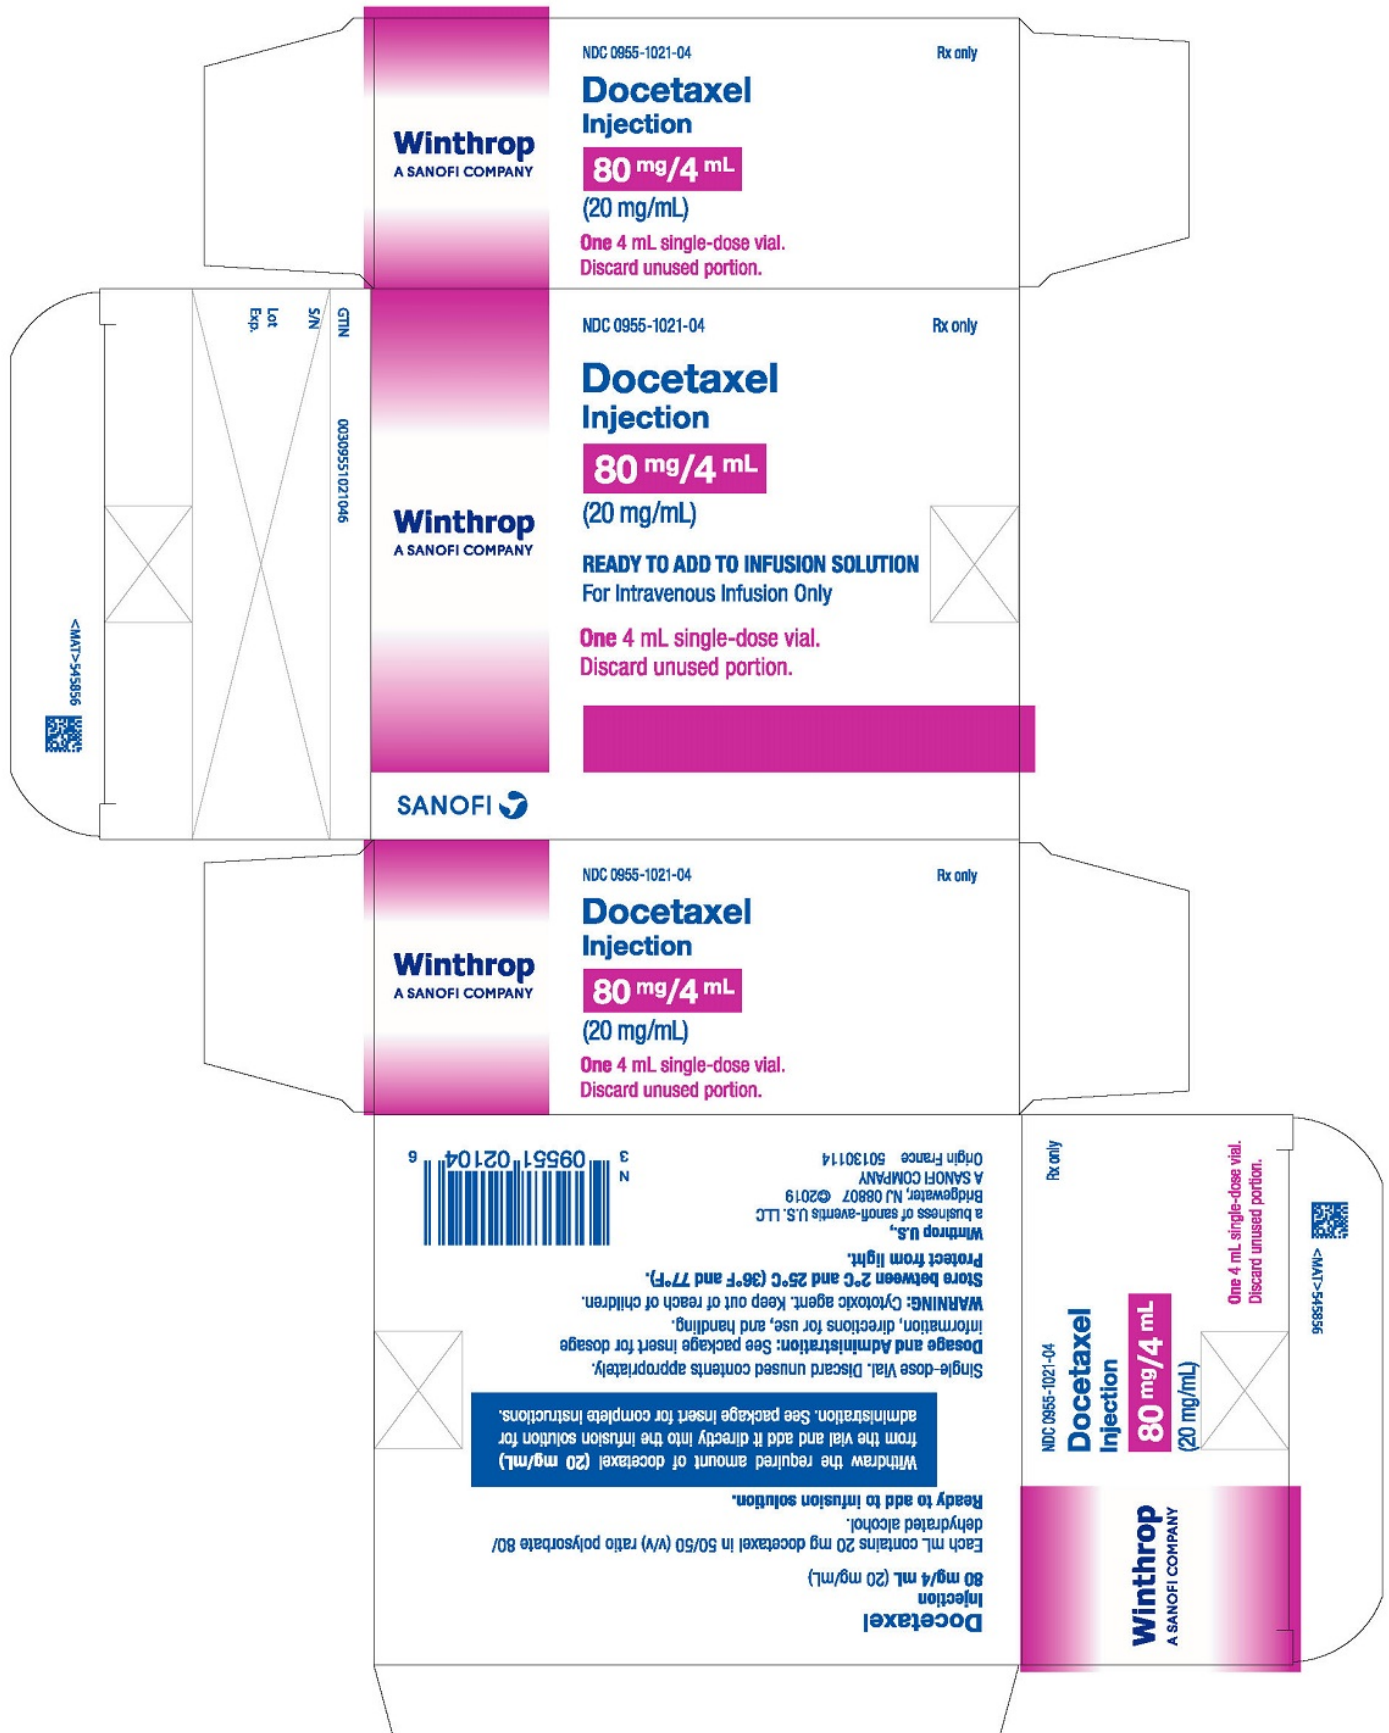 NDC 0955-1021-04
Rx only
Docetaxel
Injection
80 mg/4 mL
(20 mg/mL)
One 4 mL single-dose vial.
Discard unused portion.
Winthrop
A SANOFI COMPANY
GTIN 00309551021046
S/N
Lot
Exp.
<MAT>545856
NDC 0955-1021-04
Rx only
Docetaxel
Injection
80 mg/4 mL
(20 mg/mL)
READY TO ADD TO INFUSION SOLUTION
For Intravenous Infusion Only
One 4 mL single-dose vial.
Discard unused portion.
Winthrop
A SANOFI COMPANY
SANOFI
NDC 0955-1021-04
Rx only
Docetaxel
Injection
80 mg/4 mL
(20 mg/mL)
One 4 mL single-dose vial.
Discard unused portion.
Winthrop
A SANOFI COMPANY
Docetaxel
Injection
80 mg/4 mL (20 mg/mL)
Each mL contains 20 mg docetaxel in 50/50 (v/v) ratio polysorbate 80/
dehydrated alcohol.
Ready to add to infusion solution.
Withdraw the required amount of docetaxel (20 mg/mL)
from the vial and add it directly into the infusion solution for
administration. See package insert for complete instructions.
Single-dose Vial. Discard unused contents appropriately.
Dosage and Administration: See package insert for dosage
information, directions for use, and handling.
WARNING: Cytotoxic agent. Keep out of reach of children.
Store between 2°C and 25°C (36°F and 77°F).
Protect from light.
Winthrop U.S.,
a business of sanofi-aventis U.S. LLC
Bridgewater, NJ 08807 ©2019
A SANOFI COMPANY
Origin France 50130114
N
3 09551 02104 6
NDC 0955-1021-04
Rx only
Docetaxel
Injection
80 mg/4 mL
(20 mg/mL)
One 4 mL single-dose vial.
Discard unused portion.
Winthrop
A SANOFI COMPANY
<MAT>545856